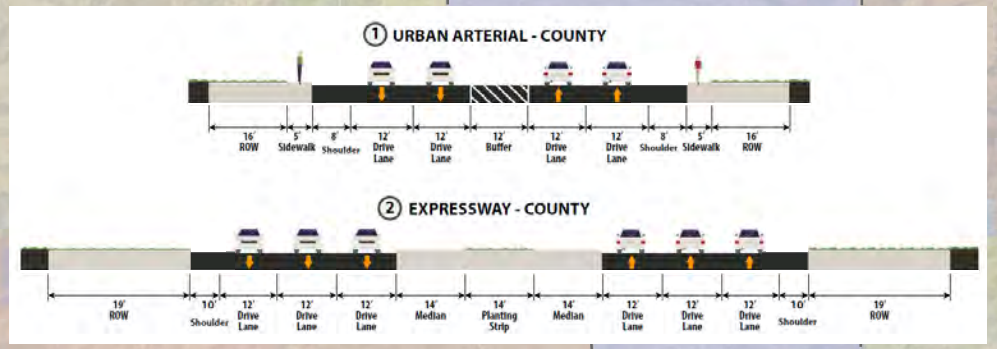 ① URBAN ARTERIAL - COUNTY
16' 5' 8' 12' 12' 12' 12' 12' 8' 5' 16'
ROW Sidewalk Shoulder Drive Lane Drive Lane Buffer Drive Lane Drive Lane Shoulder Sidewalk ROW
② EXPRESSWAY - COUNTY
19' 10' 12' 12' 12' 14' 14' 14' 12' 12' 12' 10' 19'
ROW Shoulder Drive Lane Drive Lane Drive Lane Median Planting Strip Median Drive Lane Drive Lane Drive Lane Shoulder ROW